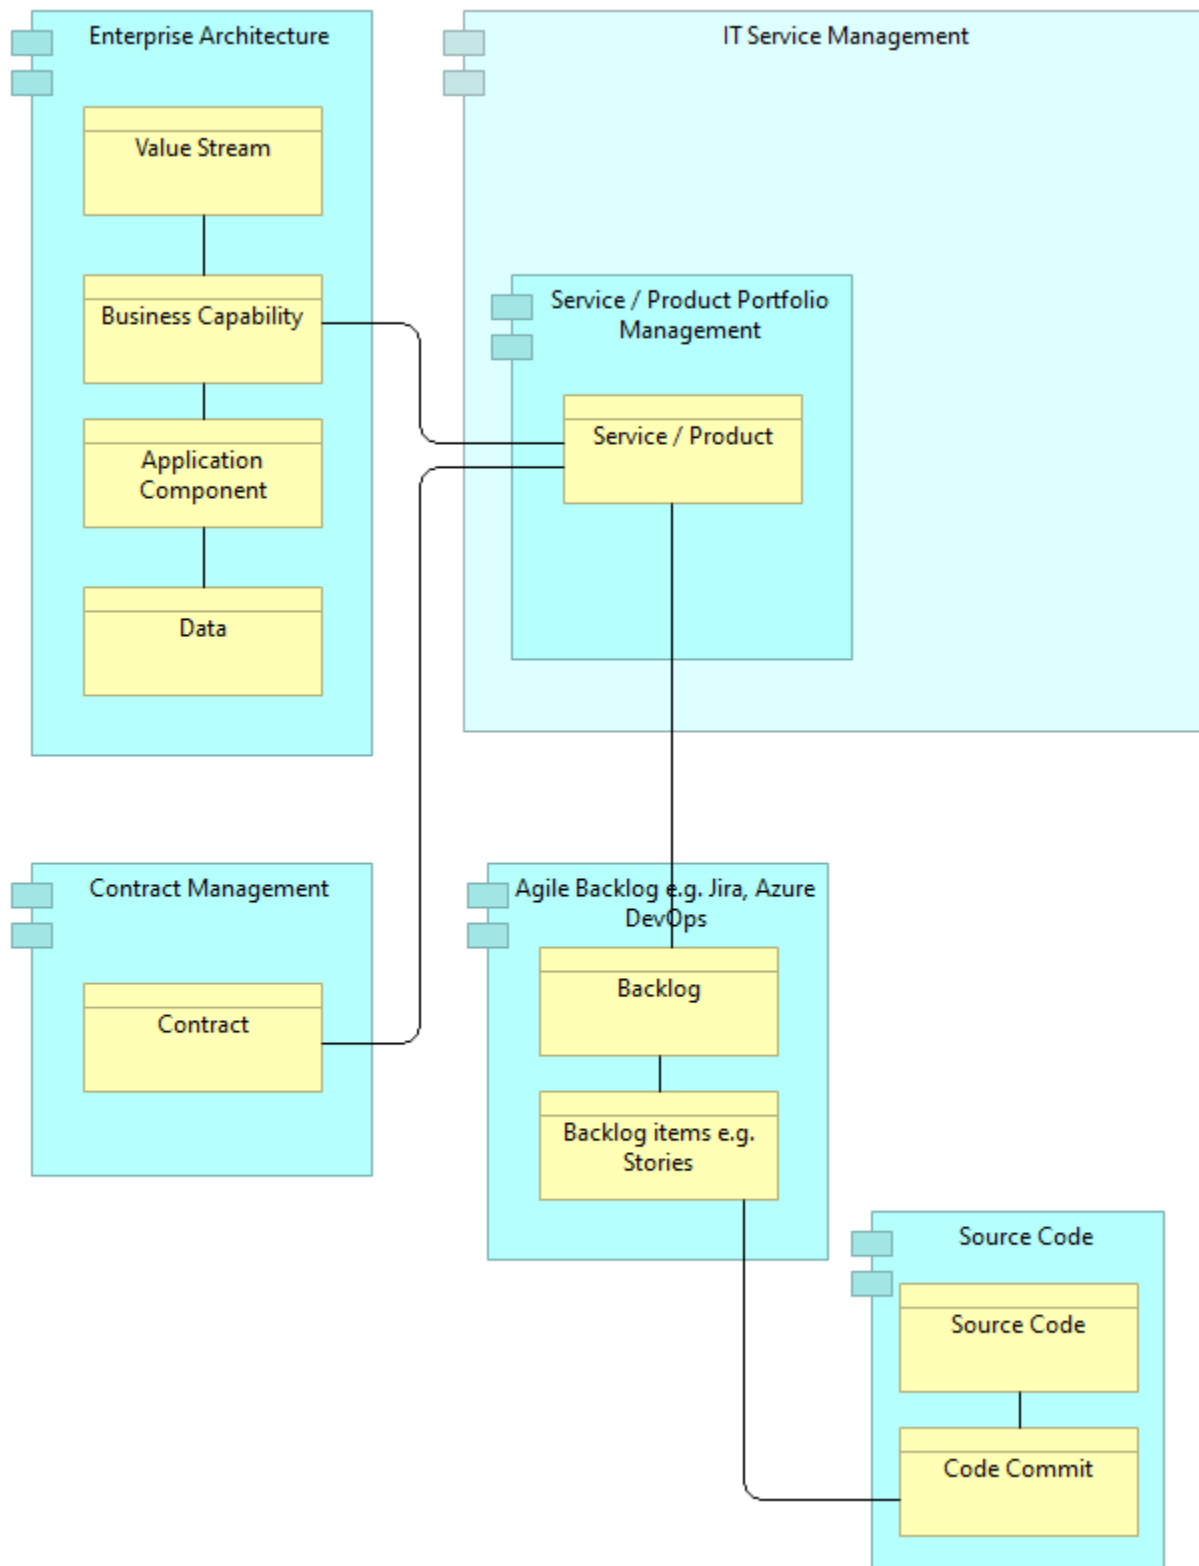 Enterprise Architecture
IT Service Management
Value Stream
Business Capability
Application
Component
Data
Service / Product Portfolio
Management
Service / Product
Contract Management
Contract
Agile Backlog e.g. Jira, Azure
DevOps
Backlog
Backlog items e.g.
Stories
Source Code
Source Code
Code Commit